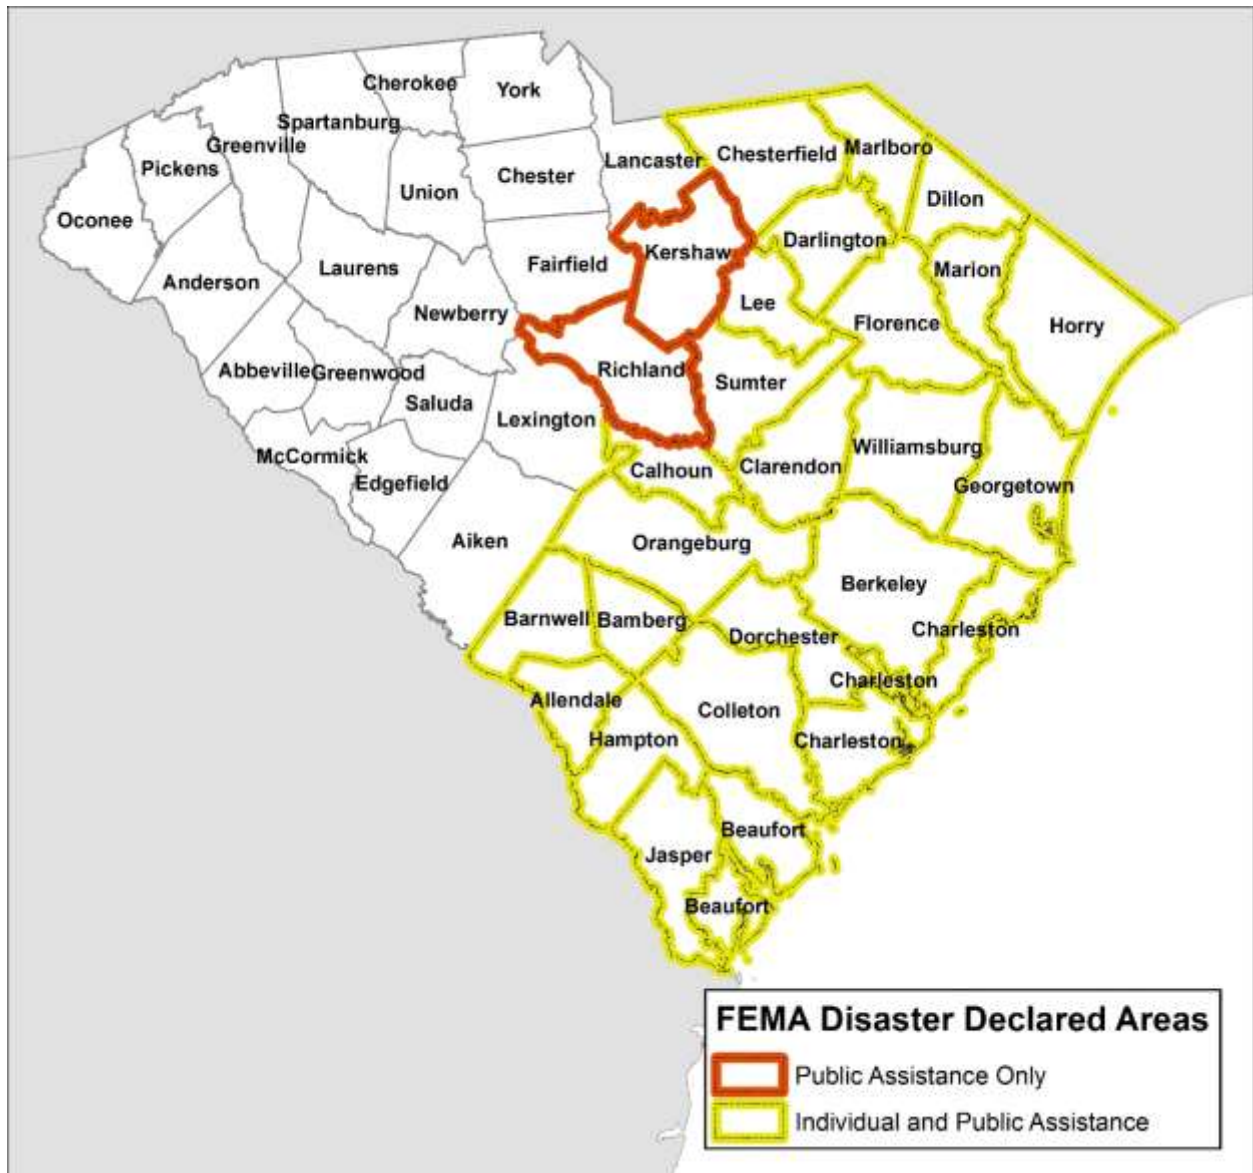 Cherokee
York
Spartanburg
Greenville
Pickens
Lancaster
Chesterfield
Marlboro
Chester
Union
Dillon
Oconee
Darlington
Kershaw
Fairfield
Laurens
Marion
Anderson
Lee
Newberry
Florence
Horry
Abbeville
Greenwood
Richland
Sumter
Saluda
Lexington
Williamsburg
McCormick
Calhoun
Clarendon
Edgefield
Georgetown
Aiken
Orangeburg
Berkeley
Barnwell
Bamberg
Charleston
Dorchester
Charleston
Allendale
Colleton
Hampton
Charleston
Beaufort
Jasper
Beaufort
FEMA Disaster Declared Areas
Public Assistance Only
Individual and Public Assistance